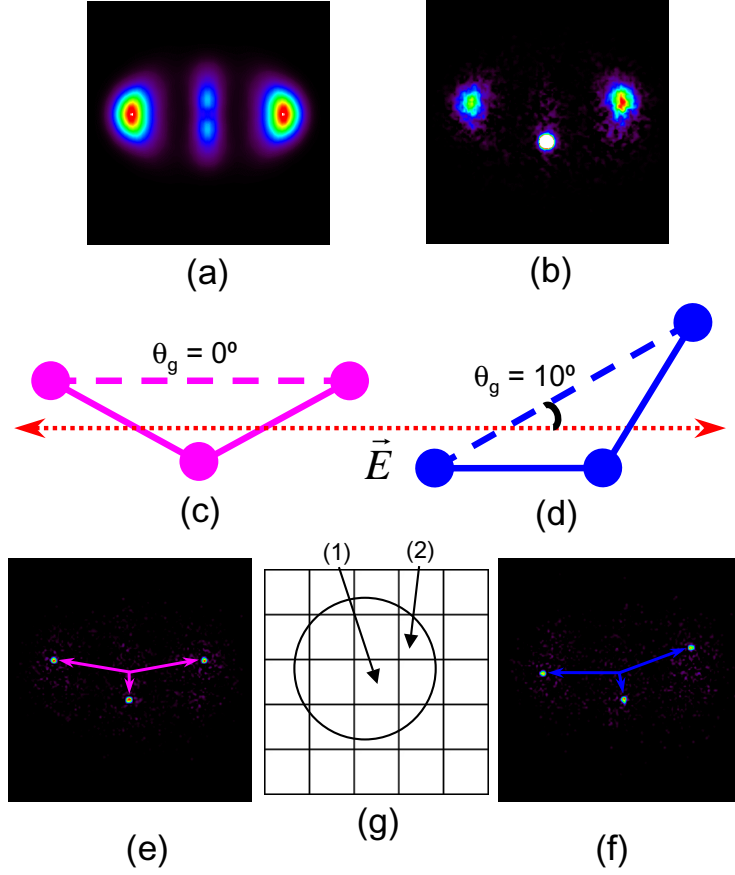 (a)
(b)
θg = 0º
θg = 10º
E⃗
(c)
(d)
(1)
(2)
(g)
(e)
(f)